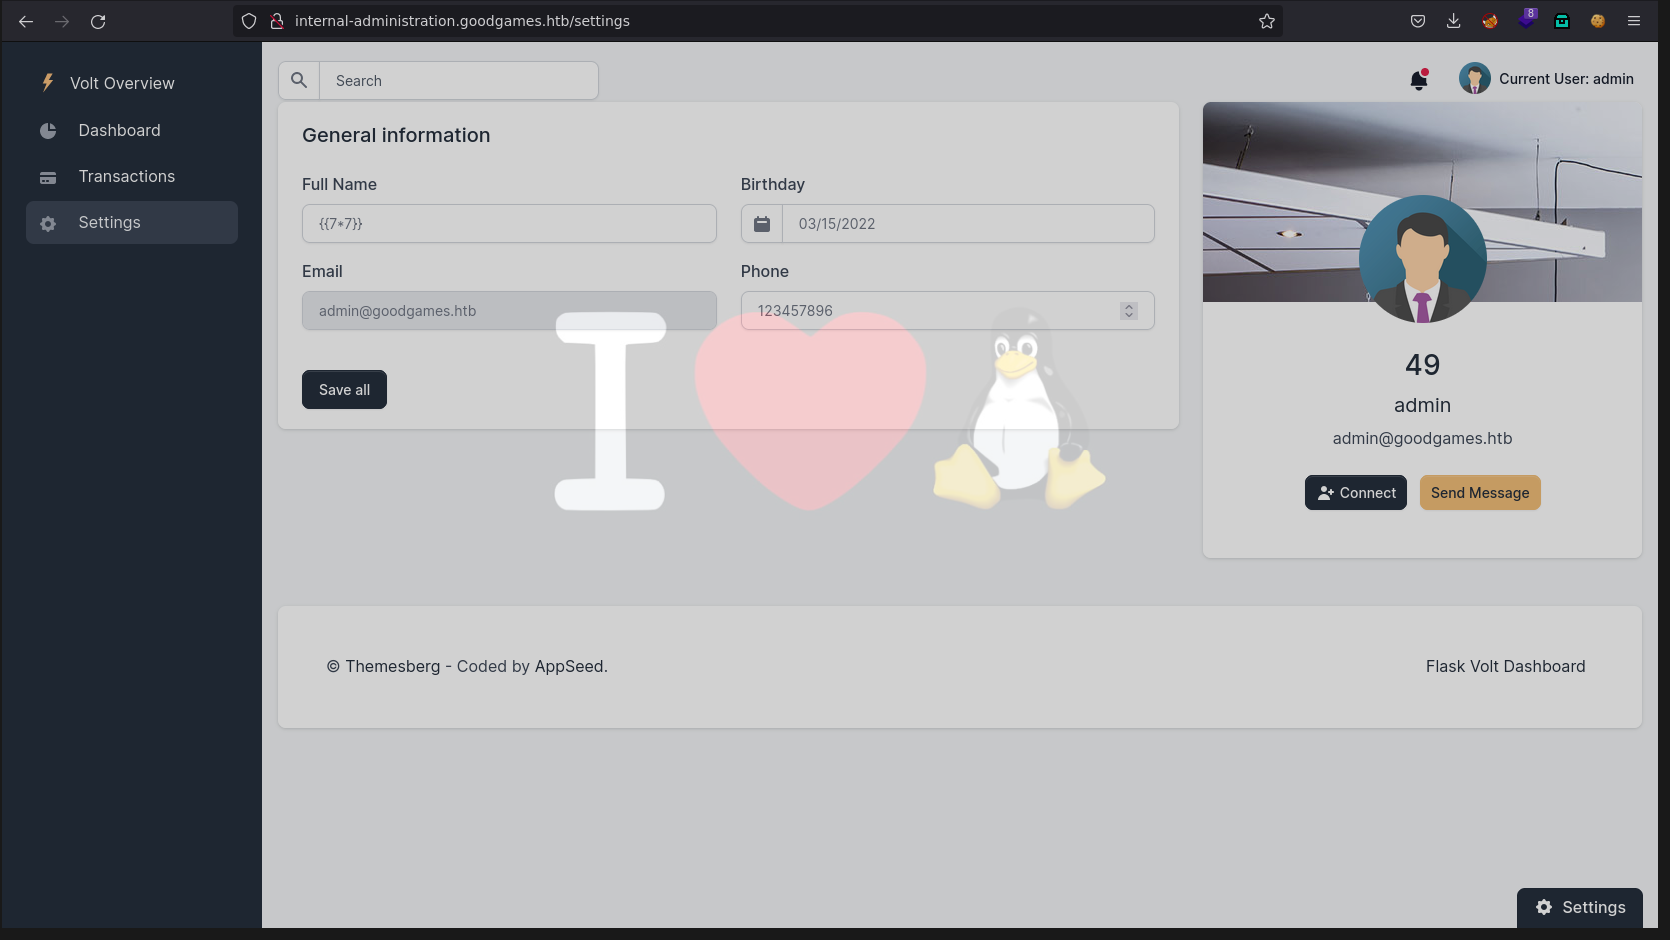 internal-administration.goodgames.htb/settings
8
Volt Overview
Dashboard
Transactions
Settings
Search
Current User: admin
General information
Full Name
Birthday
{{7*7}}
03/15/2022
Email
Phone
admin@goodgames.htb
123457896
Save all
I
49
admin
admin@goodgames.htb
Connect
Send Message
© Themesberg - Coded by AppSeed.
Flask Volt Dashboard
Settings